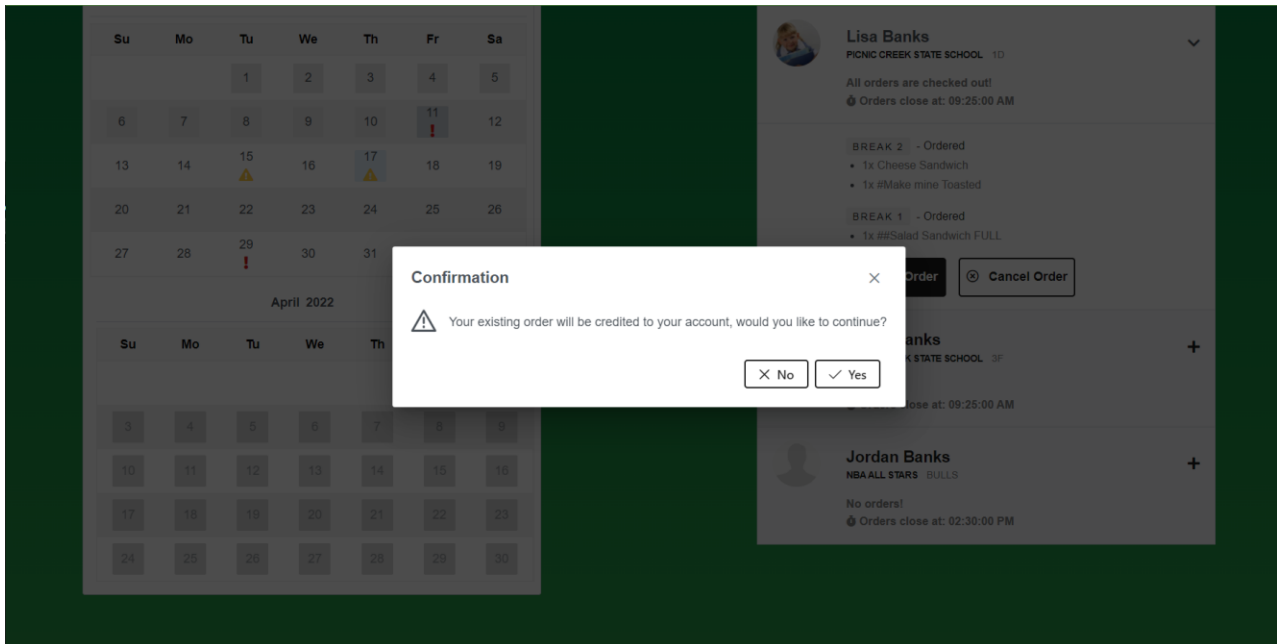 Su Mo Tu We Th Fr Sa
1 2 3 4 5
6 7 8 9 10 11 12
13 14 15 16 17 18 19
20 21 22 23 24 25 26
27 28 29 30 31
April 2022
Su Mo Tu We Th
3 4 5 6 7 8 9
10 11 12 13 14 15 16
17 18 19 20 21 22 23
24 25 26 27 28 29 30
Lisa Banks
PICNIC CREEK STATE SCHOOL 1D
All orders are checked out!
Orders close at: 09:25:00 AM
BREAK 2 - Ordered
• 1x Cheese Sandwich
• 1x #Make mine Toasted
BREAK 1 - Ordered
• 1x ##Salad Sandwich FULL
Order
Cancel Order
Confirmation
Your existing order will be credited to your account, would you like to continue?
No Yes
anks
STATE SCHOOL 3F
lose at: 09:25:00 AM
Jordan Banks
NBA ALL STARS BULLS
No orders!
Orders close at: 02:30:00 PM